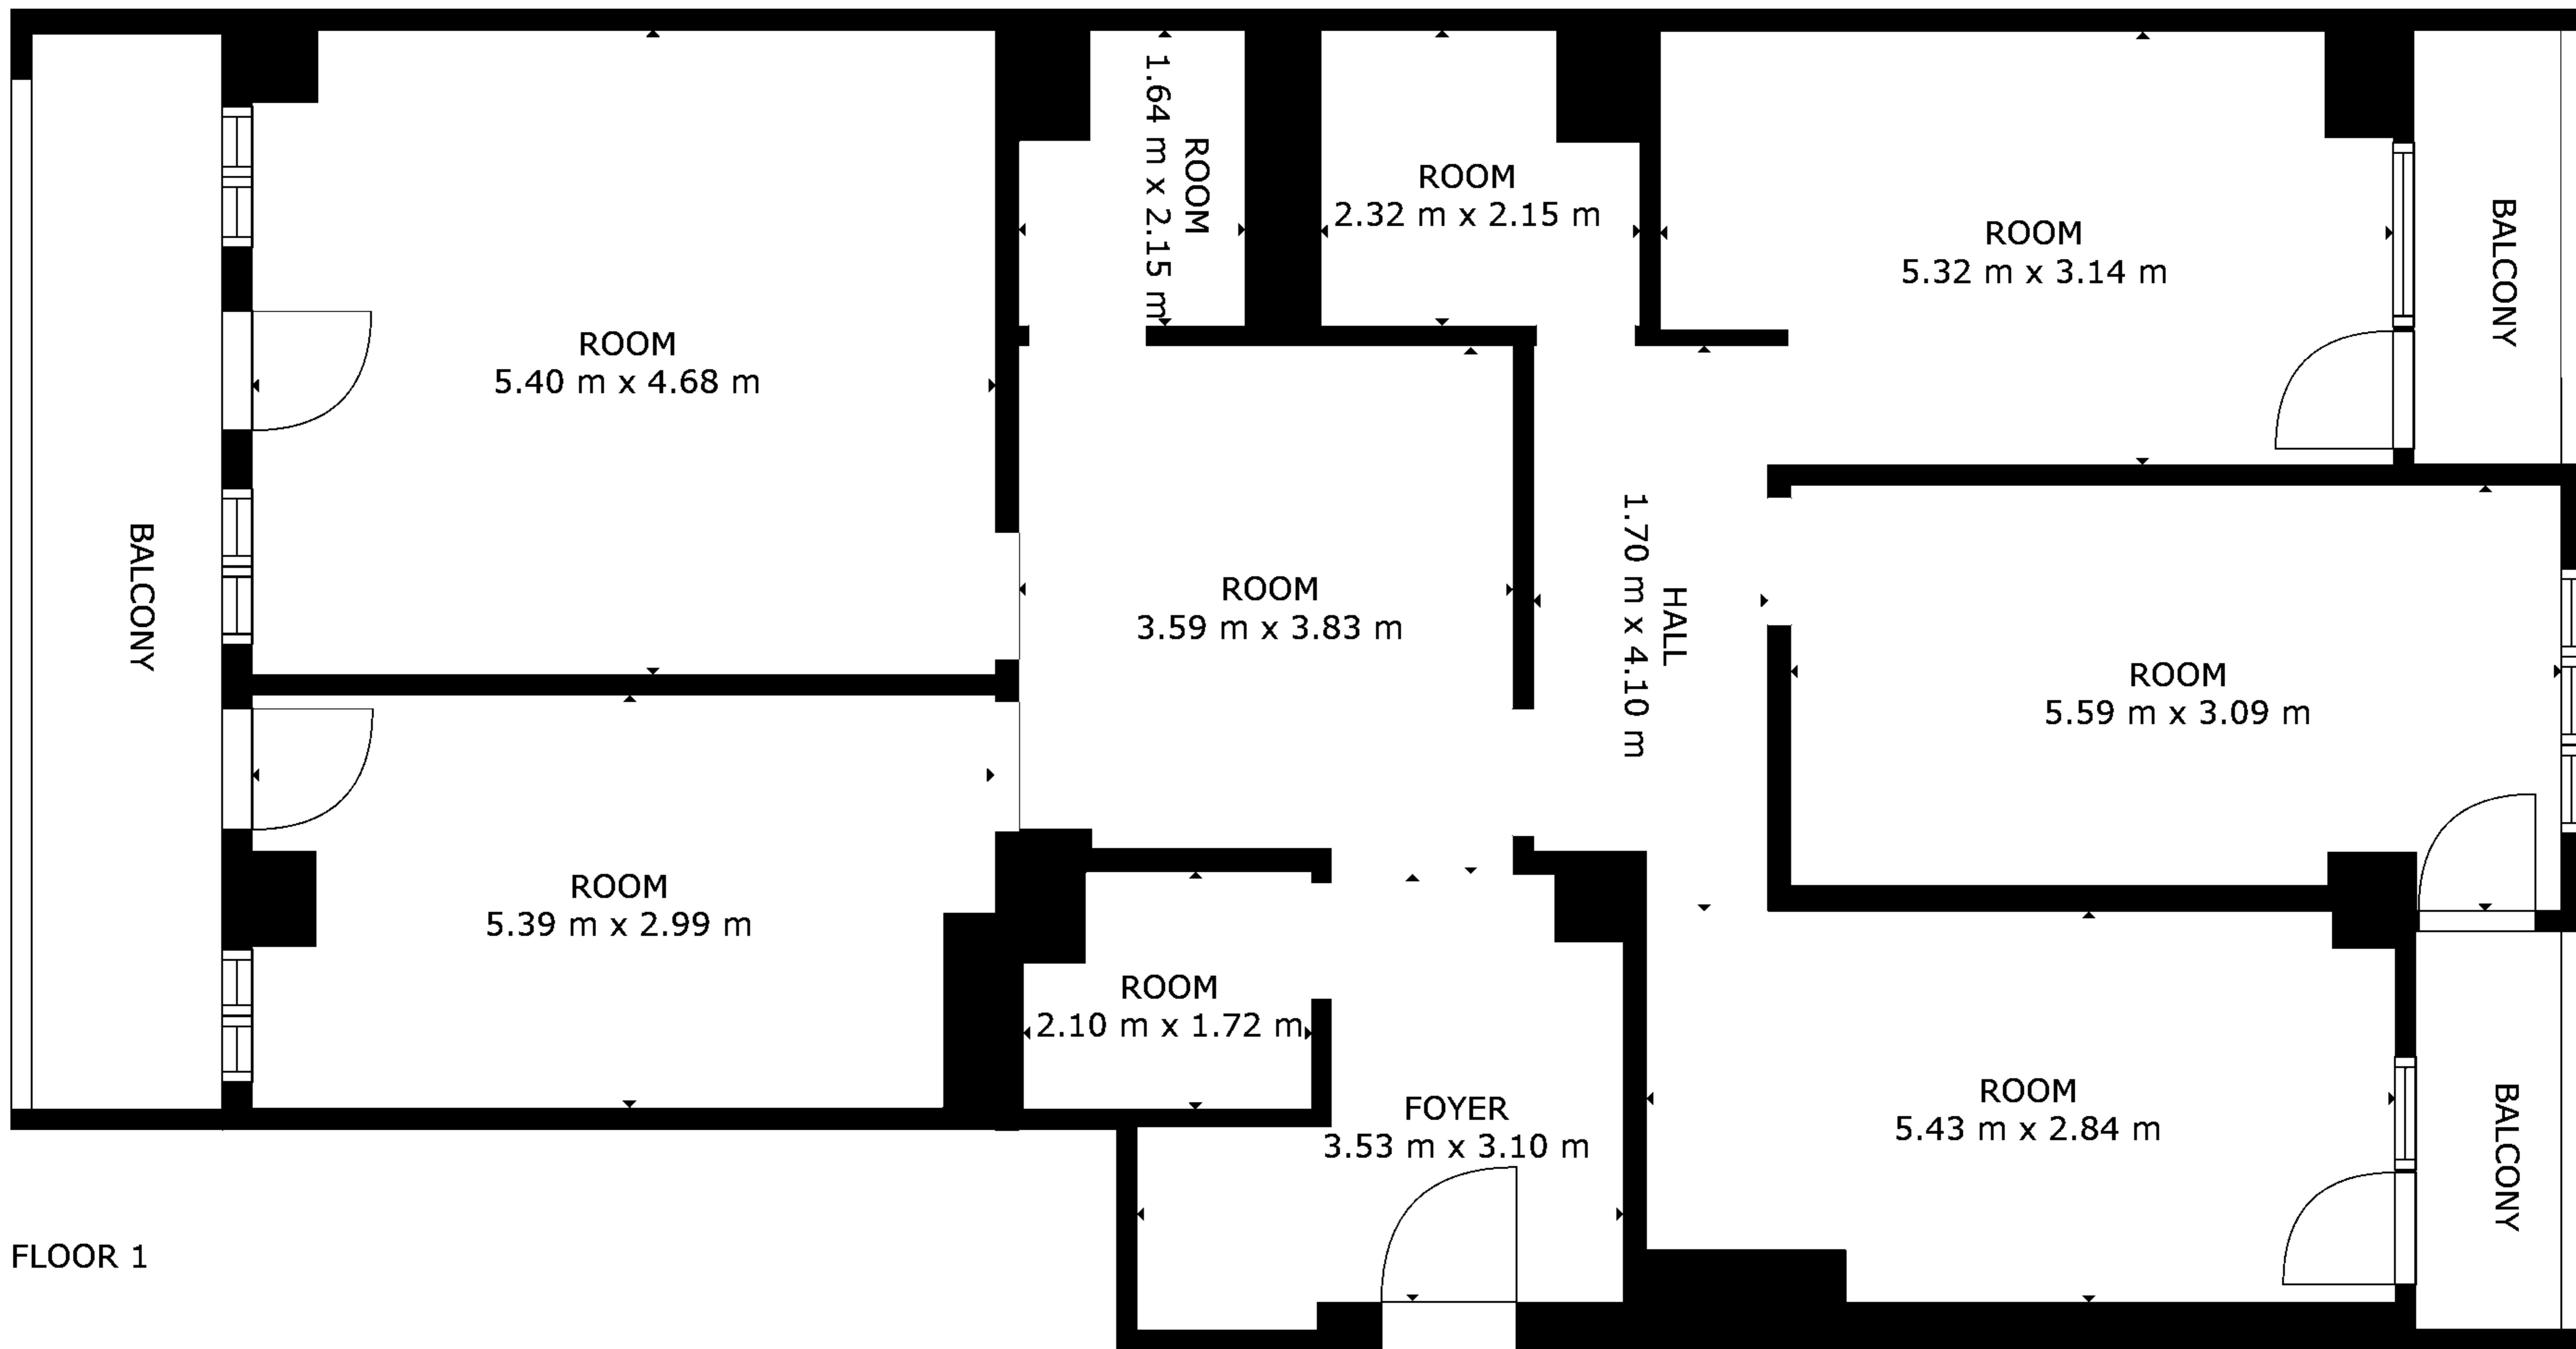 ROOM
1.64 m x 2.15 m
ROOM
2.32 m x 2.15 m
ROOM
5.32 m x 3.14 m
BALCONY
ROOM
5.40 m x 4.68 m
BALCONY
ROOM
3.59 m x 3.83 m
HALL
1.70 m x 4.10 m
ROOM
5.59 m x 3.09 m
ROOM
5.39 m x 2.99 m
ROOM
2.10 m x 1.72 m
FOYER
3.53 m x 3.10 m
ROOM
5.43 m x 2.84 m
BALCONY
FLOOR 1